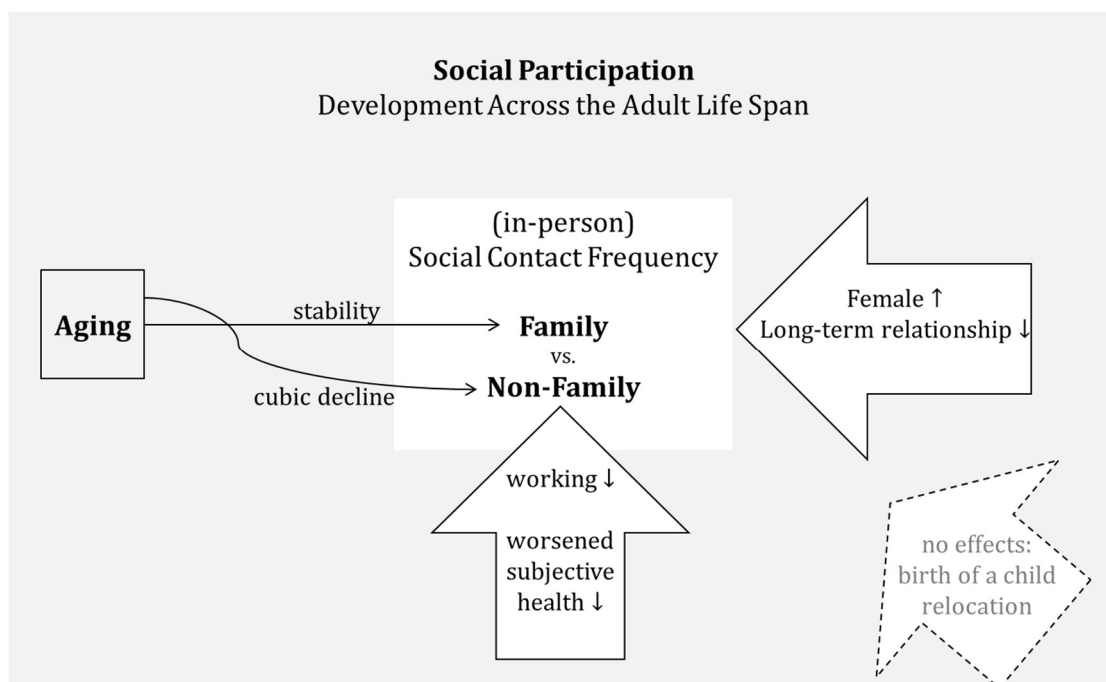 Social Participation
Development Across the Adult Life Span
(in-person)
Social Contact Frequency
Aging
stability
Family
vs.
cubic decline
Non-Family
Female ↑
Long-term relationship ↓
working ↓
worsened
subjective
health ↓
no effects:
birth of a child
relocation